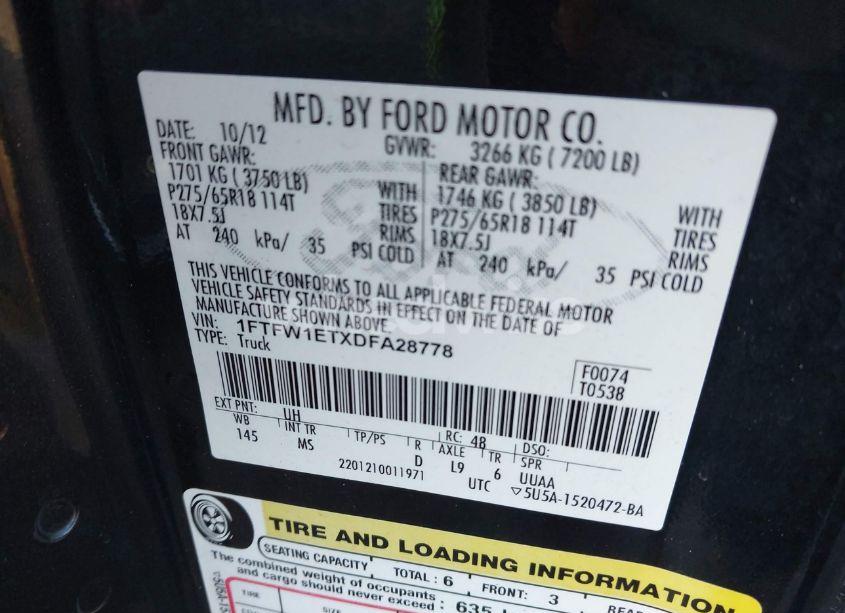 MFD. BY FORD MOTOR CO.
DATE: 10/12 GVWR: 3266 KG ( 7200 LB)
FRONT GAWR: REAR GAWR:
1701 KG ( 3750 LB) WITH 1746 KG ( 3850 LB) WITH
P275/65R18 114T TIRES P275/65R18 114T TIRES
18X7.5J RIMS 18X7.5J RIMS
AT 240 kPa/ 35 PSI COLD AT 240 kPa/ 35 PSI COLD
THIS VEHICLE CONFORMS TO ALL APPLICABLE FEDERAL MOTOR
VEHICLE SAFETY STANDARDS IN EFFECT ON THE DATE OF
MANUFACTURE SHOWN ABOVE.
VIN: 1FTFW1ETXDFA28778
TYPE: Truck
F0074
T0538
EXT PNT: UH RC: 48 DSO:
WB INT TR TP/PS R AXLE TR SPR
145 MS D L9 6 UUAA
2201210011971 UTC ▽5U5A-1520472-BA
TIRE AND LOADING INFORMATION
SEATING CAPACITY TOTAL: 6 FRONT: 3
The combined weight of occupants
and cargo should never exceed : 635
TIRE SIZE